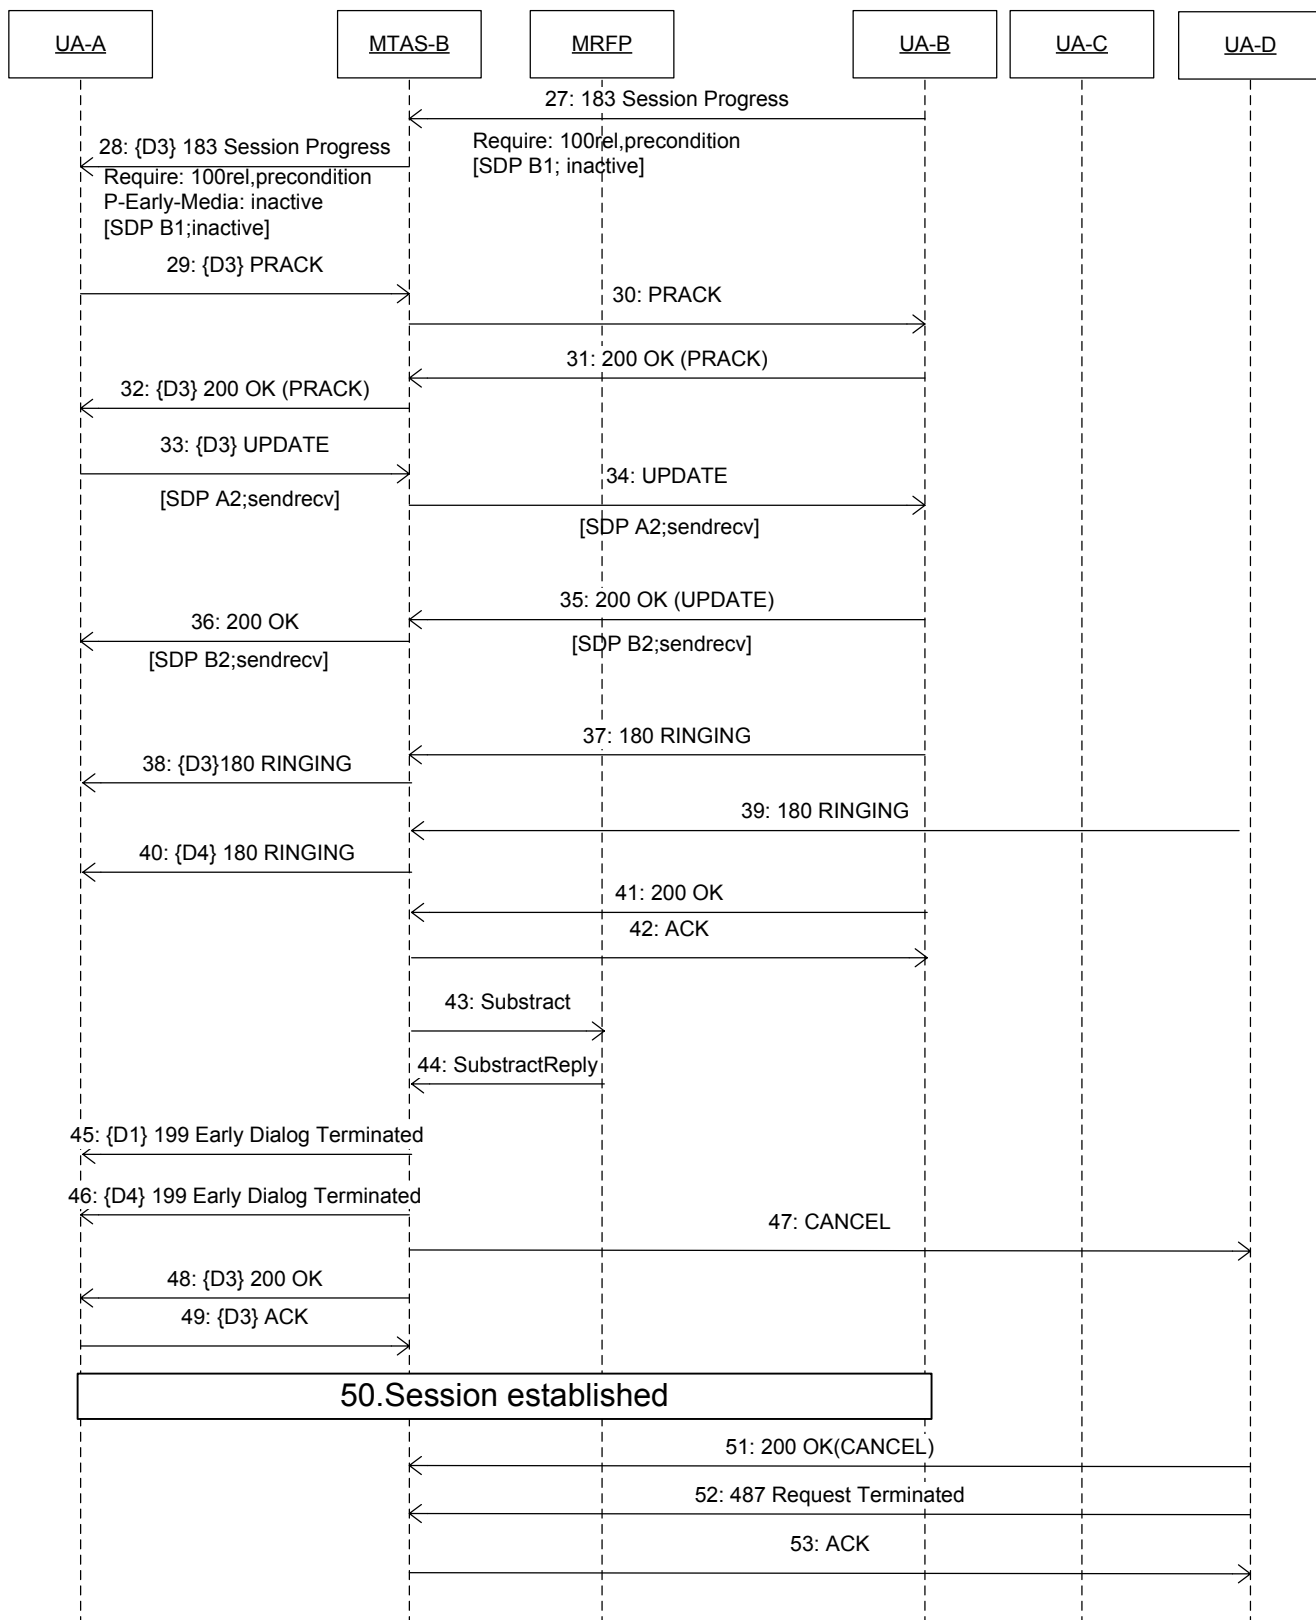 UA-A
MTAS-B
MRFP
UA-B
UA-C
UA-D
27: 183 Session Progress
Require: 100rel,precondition
[SDP B1; inactive]
28: {D3} 183 Session Progress
Require: 100rel,precondition
P-Early-Media: inactive
[SDP B1;inactive]
29: {D3} PRACK
30: PRACK
31: 200 OK (PRACK)
32: {D3} 200 OK (PRACK)
33: {D3} UPDATE
[SDP A2;sendrecv]
34: UPDATE
[SDP A2;sendrecv]
35: 200 OK (UPDATE)
[SDP B2;sendrecv]
36: 200 OK
[SDP B2;sendrecv]
37: 180 RINGING
38: {D3}180 RINGING
39: 180 RINGING
40: {D4} 180 RINGING
41: 200 OK
42: ACK
43: Substract
44: SubstractReply
45: {D1} 199 Early Dialog Terminated
46: {D4} 199 Early Dialog Terminated
47: CANCEL
48: {D3} 200 OK
49: {D3} ACK
50.Session established
51: 200 OK(CANCEL)
52: 487 Request Terminated
53: ACK